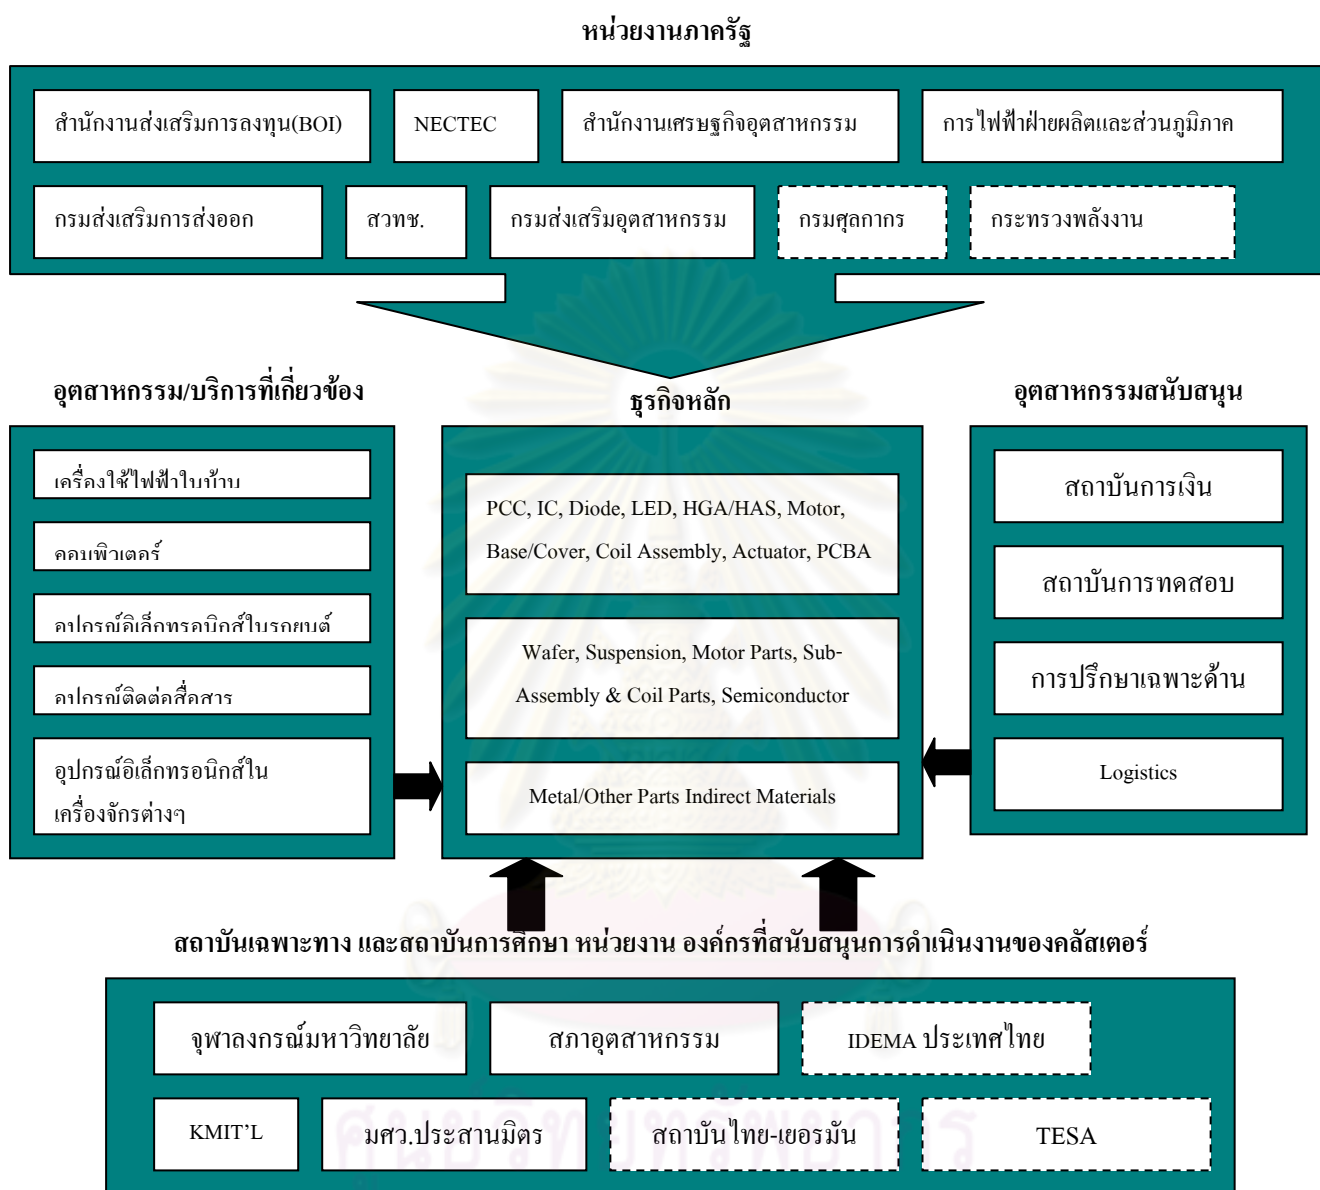 หน่วยงานภาครัฐ
สำนักงานส่งเสริมการลงทุน(BOI)
NECTEC
สำนักงานเศรษฐกิจอุตสาหกรรม
การไฟฟ้าฝ่ายผลิตและส่วนภูมิภาค
กรมส่งเสริมการส่งออก
สวทช.
กรมส่งเสริมอุตสาหกรรม
กรมศุลกากร
กระทรวงพลังงาน
อุตสาหกรรม/บริการที่เกี่ยวข้อง
เครื่องใช้ไฟฟ้าในบ้าน
คอมพิวเตอร์
อุปกรณ์อิเล็กทรอนิกส์ในรถยนต์
อุปกรณ์ติดต่อสื่อสาร
อุปกรณ์อิเล็กทรอนิกส์ใน
เครื่องจักรต่างๆ
ธุรกิจหลัก
PCC, IC, Diode, LED, HGA/HAS, Motor,
Base/Cover, Coil Assembly, Actuator, PCBA
Wafer, Suspension, Motor Parts, Sub-
Assembly & Coil Parts, Semiconductor
Metal/Other Parts Indirect Materials
อุตสาหกรรมสนับสนุน
สถาบันการเงิน
สถาบันการทดสอบ
การปรึกษาเฉพาะด้าน
Logistics
สถาบันเฉพาะทาง และสถาบันการศึกษา หน่วยงาน องค์กรที่สนับสนุนการดำเนินงานของคลัสเตอร์
จุฬาลงกรณ์มหาวิทยาลัย
สภาอุตสาหกรรม
IDEMA ประเทศไทย
KMIT’L
มศว.ประสานมิตร
สถาบันไทย-เยอรมัน
TESA
ศูนย์วิทยทรัพยากร